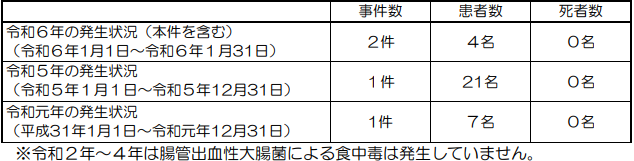 事件数 患者数 死者数
令和６年の発生状況（本件を含む）
（令和６年1月1日～令和６年１月31日） ２件 ４名 ０名
令和５年の発生状況
（令和５年１月１日～令和５年12月31日） １件 21名 ０名
令和元年の発生状況
（平成31年1月1日～令和元年12月31日） 1件 ７名 ０名
※令和２年～４年は腸管出血性大腸菌による食中毒は発生していません。